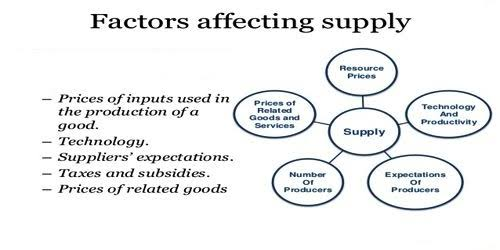 Factors affecting supply
– Prices of inputs used in
the production of a
good.
– Technology.
– Suppliers' expectations.
– Taxes and subsidies.
– Prices of related goods
Resource
Prices
Prices of
Related
Goods and
Services
Technology
And
Productivity
Supply
Number
Of
Producers
Expectations
Of
Producers